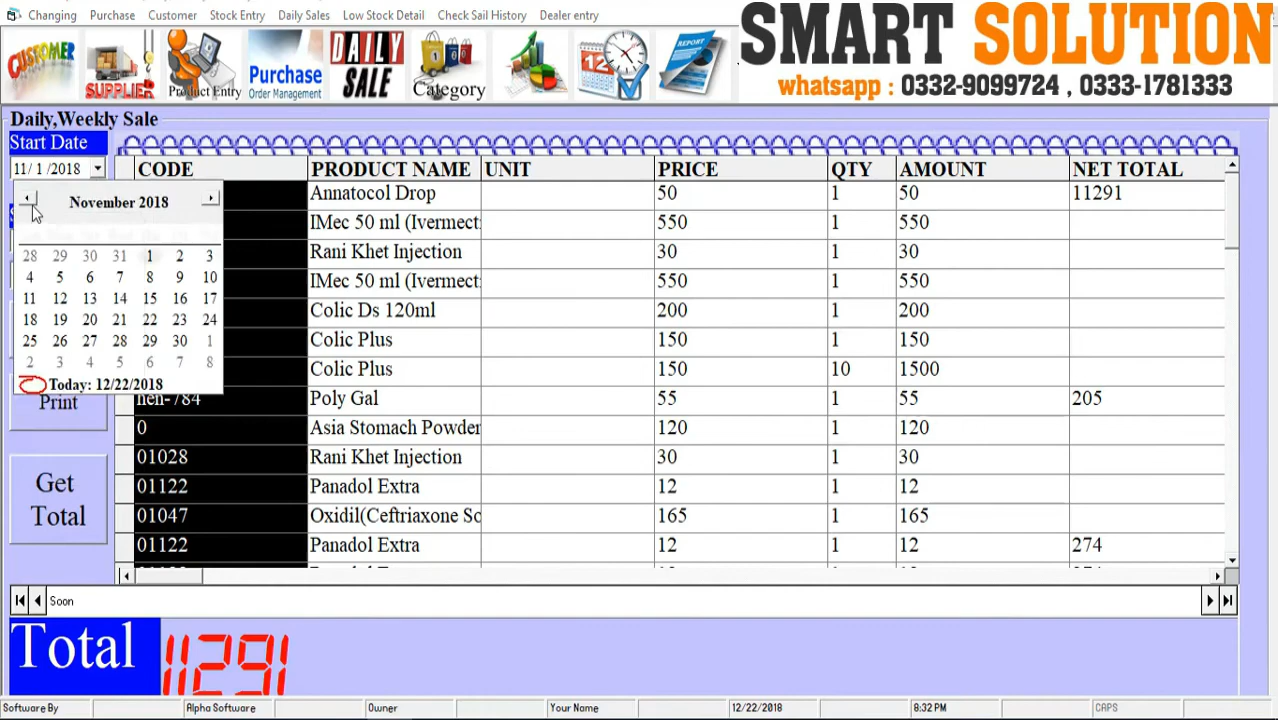 Changing Purchase Customer Stock Entry Daily Sales Low Stock Detail Check Sail History Dealer entry
SMART SOLUTION
whatsapp : 0332-9099724 , 0333-1781333
CUSTOMER
SUPPLIER
Product Entry
Purchase
Order Management
DAILY
SALE
Category
REPORT
Daily,Weekly Sale
Start Date
11/ 1 /2018
November 2018
28 29 30 31 1 2 3
4 5 6 7 8 9 10
11 12 13 14 15 16 17
18 19 20 21 22 23 24
25 26 27 28 29 30 1
2 3 4 5 6 7 8
Today: 12/22/2018
Print
Get
Total
CODE PRODUCT NAME UNIT PRICE QTY AMOUNT NET TOTAL
Annatocol Drop 50 1 50 11291
IMec 50 ml (Ivermect 550 1 550
Rani Khet Injection 30 1 30
IMec 50 ml (Ivermect 550 1 550
Colic Ds 120ml 200 1 200
Colic Plus 150 1 150
Colic Plus 150 10 1500
hen-784 Poly Gal 55 1 55 205
0 Asia Stomach Powder 120 1 120
01028 Rani Khet Injection 30 1 30
01122 Panadol Extra 12 1 12
01047 Oxidil(Ceftriaxone So 165 1 165
01122 Panadol Extra 12 1 12 274
Soon
Total 11291
Software By Alpha Software Owner Your Name 12/22/2018 8:32 PM CAPS